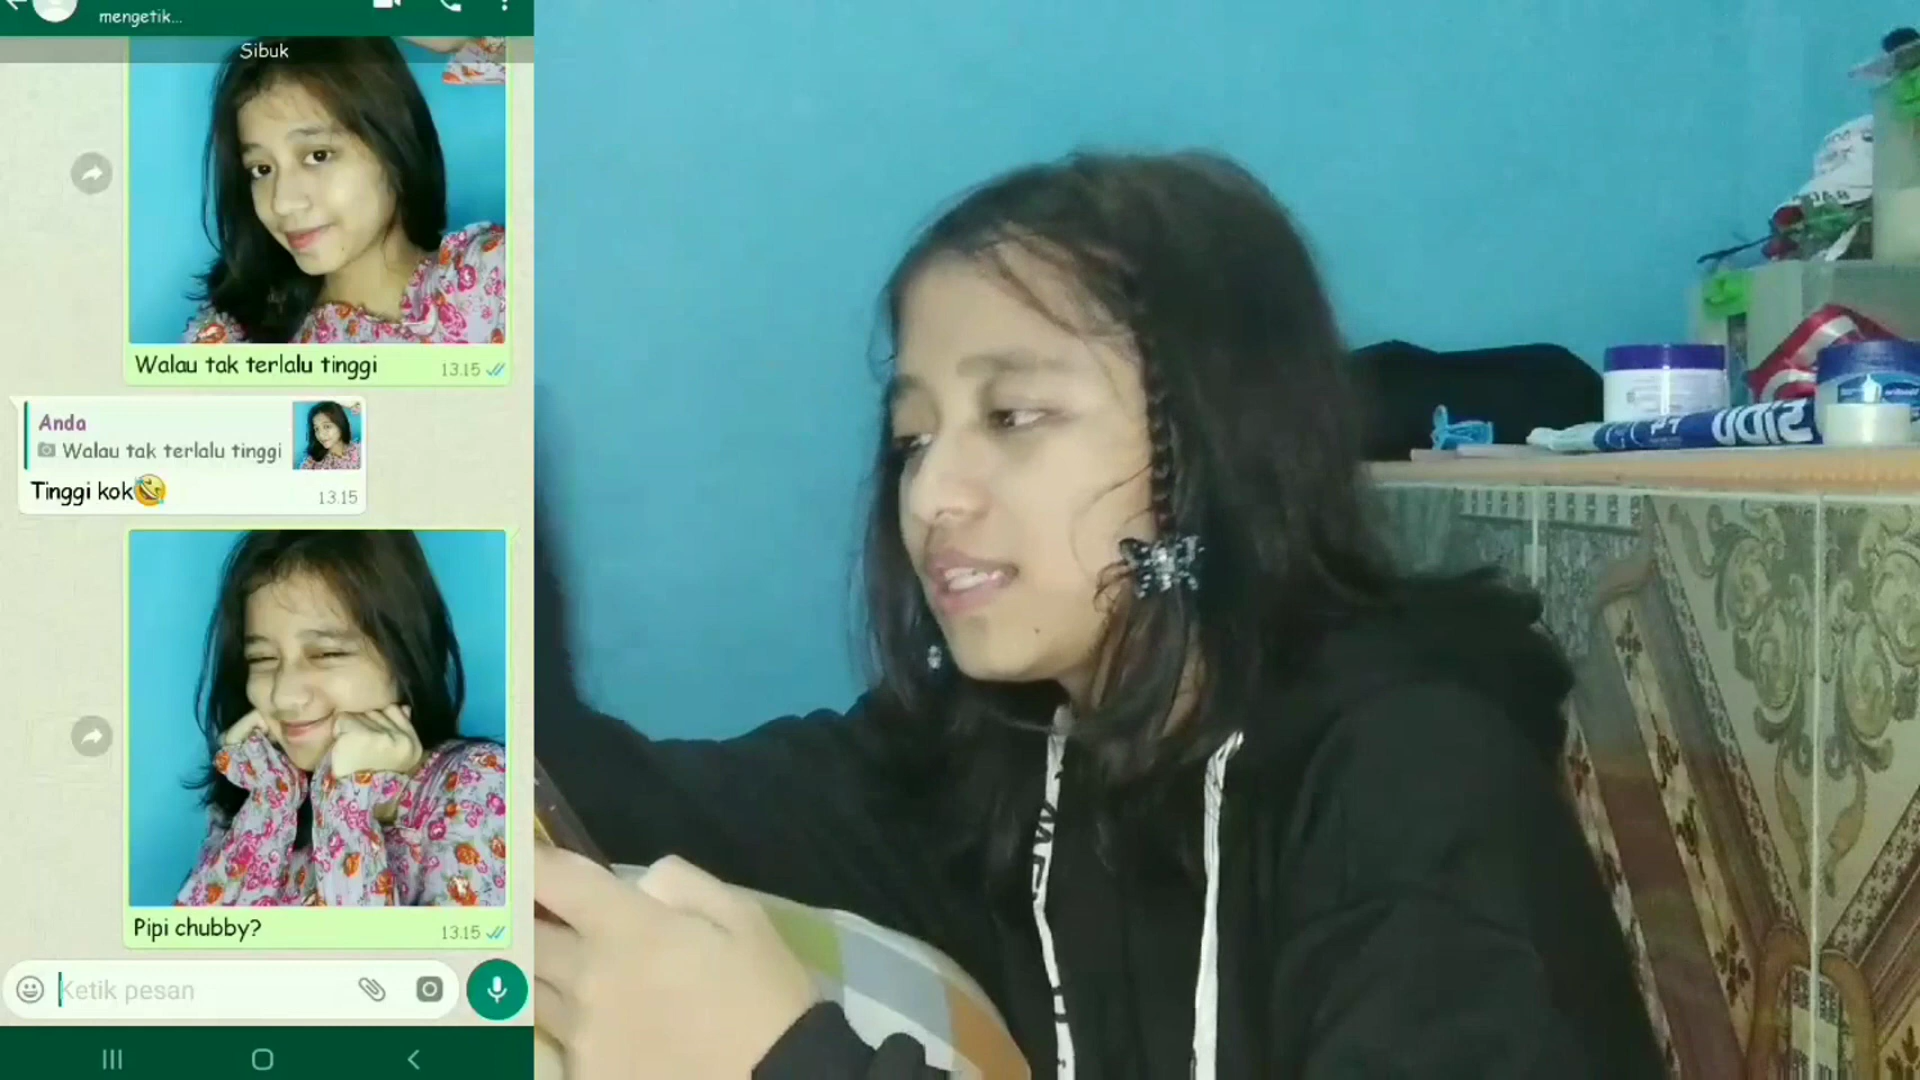 mengetik...
Sibuk
Walau tak terlalu tinggi
13.15
Anda
Walau tak terlalu tinggi
Tinggi kok🤣
13.15
Pipi chubby?
13.15
Ketik pesan